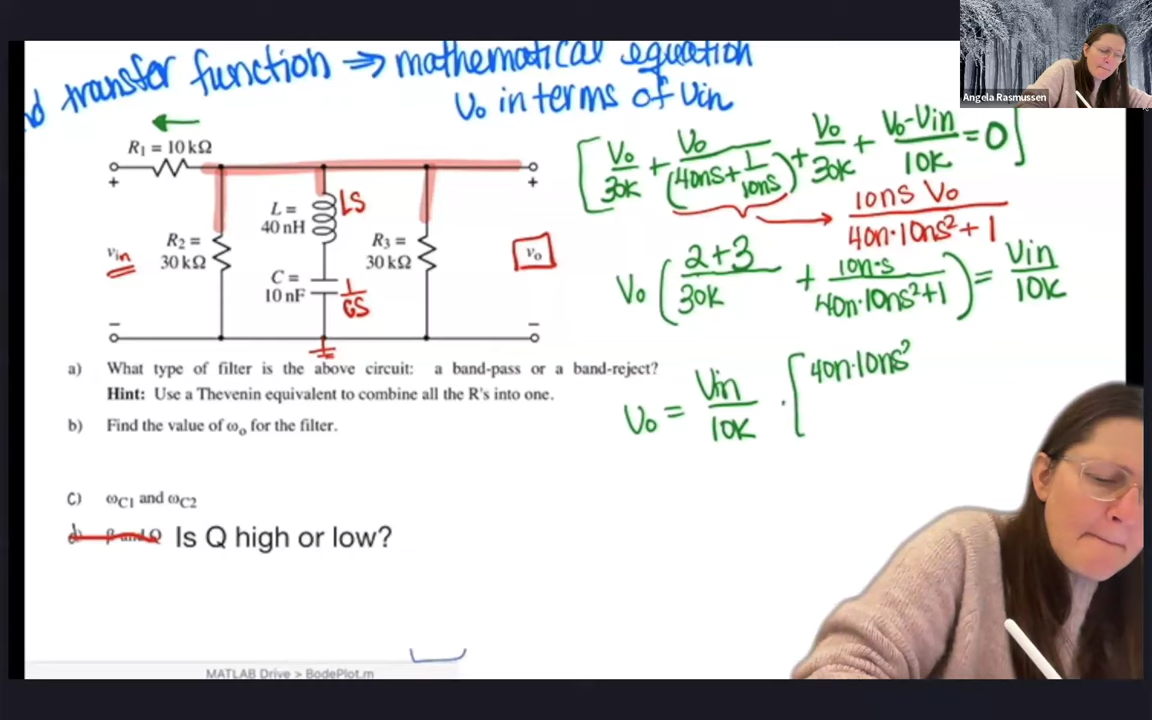 transfer function ⇒ mathematical equation
Vo in terms of Vin
Angela Rasmussen
R1 = 10 kΩ
+
+
L =
40 nH
LS
R2 =
30 kΩ
R3 =
30 kΩ
Vin
vo
C =
10 nF
1/CS
−
−
[Vo/30K + Vo/(40ns + 1/10ns) + Vo/30K + Vo-Vin/10K = 0]
→ 10ns Vo / 40n·10ns²+1
Vo (2+3/30K + 10n·s/40n·10ns²+1) = Vin/10K
Vo = Vin/10K · [40n·10ns²
a) What type of filter is the above circuit: a band-pass or a band-reject?
Hint: Use a Thevenin equivalent to combine all the R's into one.
b) Find the value of ωo for the filter.
C) ωC1 and ωC2
Is Q high or low?
MATLAB Drive > BodePlot.m